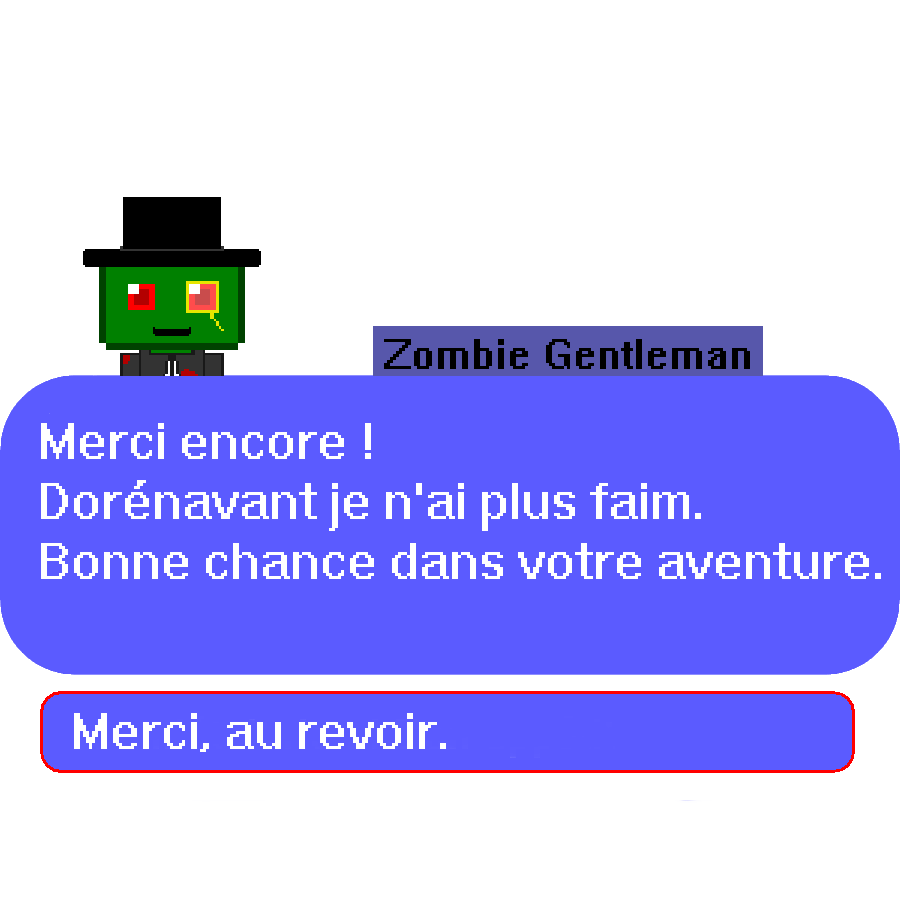 Zombie Gentleman
Merci encore !
Dorénavant je n'ai plus faim.
Bonne chance dans votre aventure.
Merci, au revoir.